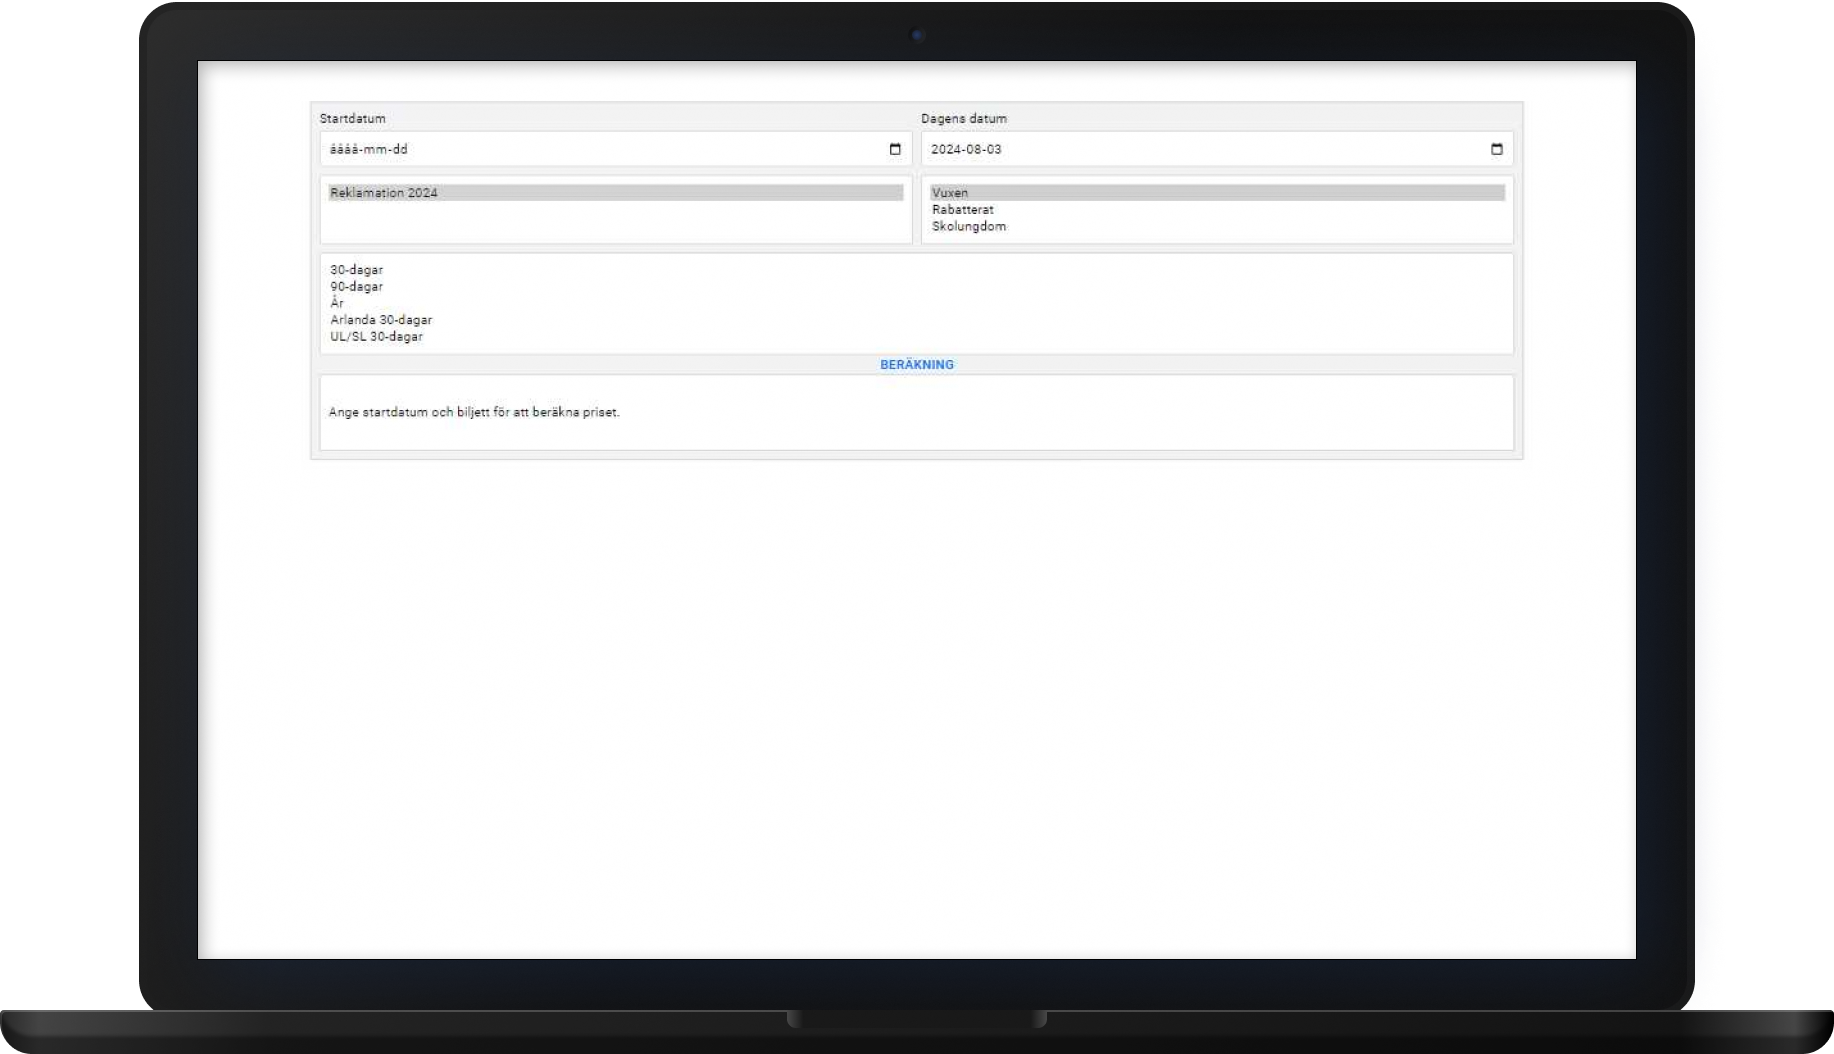 Startdatum
Dagens datum
åååå-mm-dd
2024-08-03
Reklamation 2024
Vuxen
Rabatterat
Skolungdom
30-dagar
90-dagar
År
Arlanda 30-dagar
UL/SL 30-dagar
BERÄKNING
Ange startdatum och biljett för att beräkna priset.